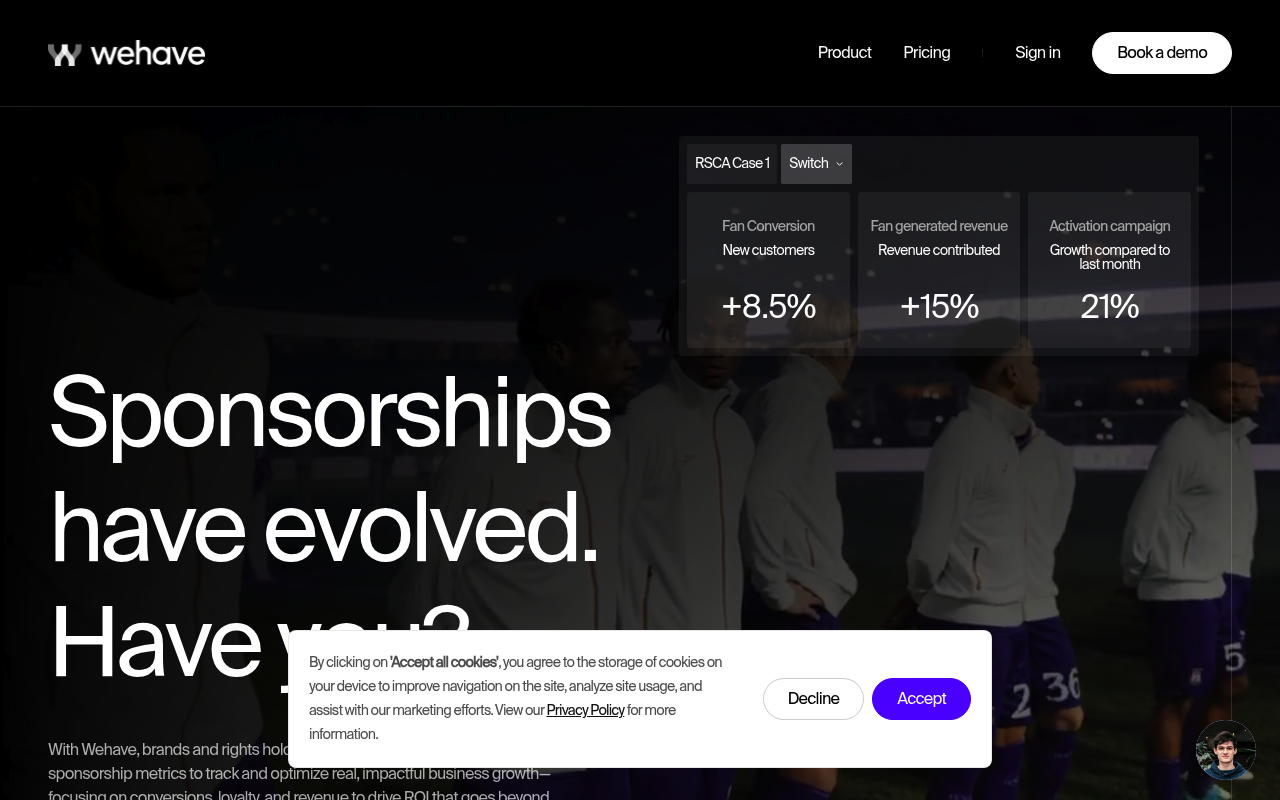 wehave
Product
Pricing
Sign in
Book a demo
RSCA Case 1
Switch
Fan Conversion
New customers
+8.5%
Fan generated revenue
Revenue contributed
+15%
Activation campaign
Growth compared to
last month
21%
Sponsorships
have evolved.
Have you?
With Wehave, brands and rights
sponsorship metrics to track and optimize real, impactful business growth—
focusing on conversions, loyalty, and revenue to drive ROI that goes beyond
By clicking on 'Accept all cookies', you agree to the storage of cookies on
your device to improve navigation on the site, analyze site usage, and
assist with our marketing efforts. View our Privacy Policy for more
information.
Decline
Accept
2
36
5